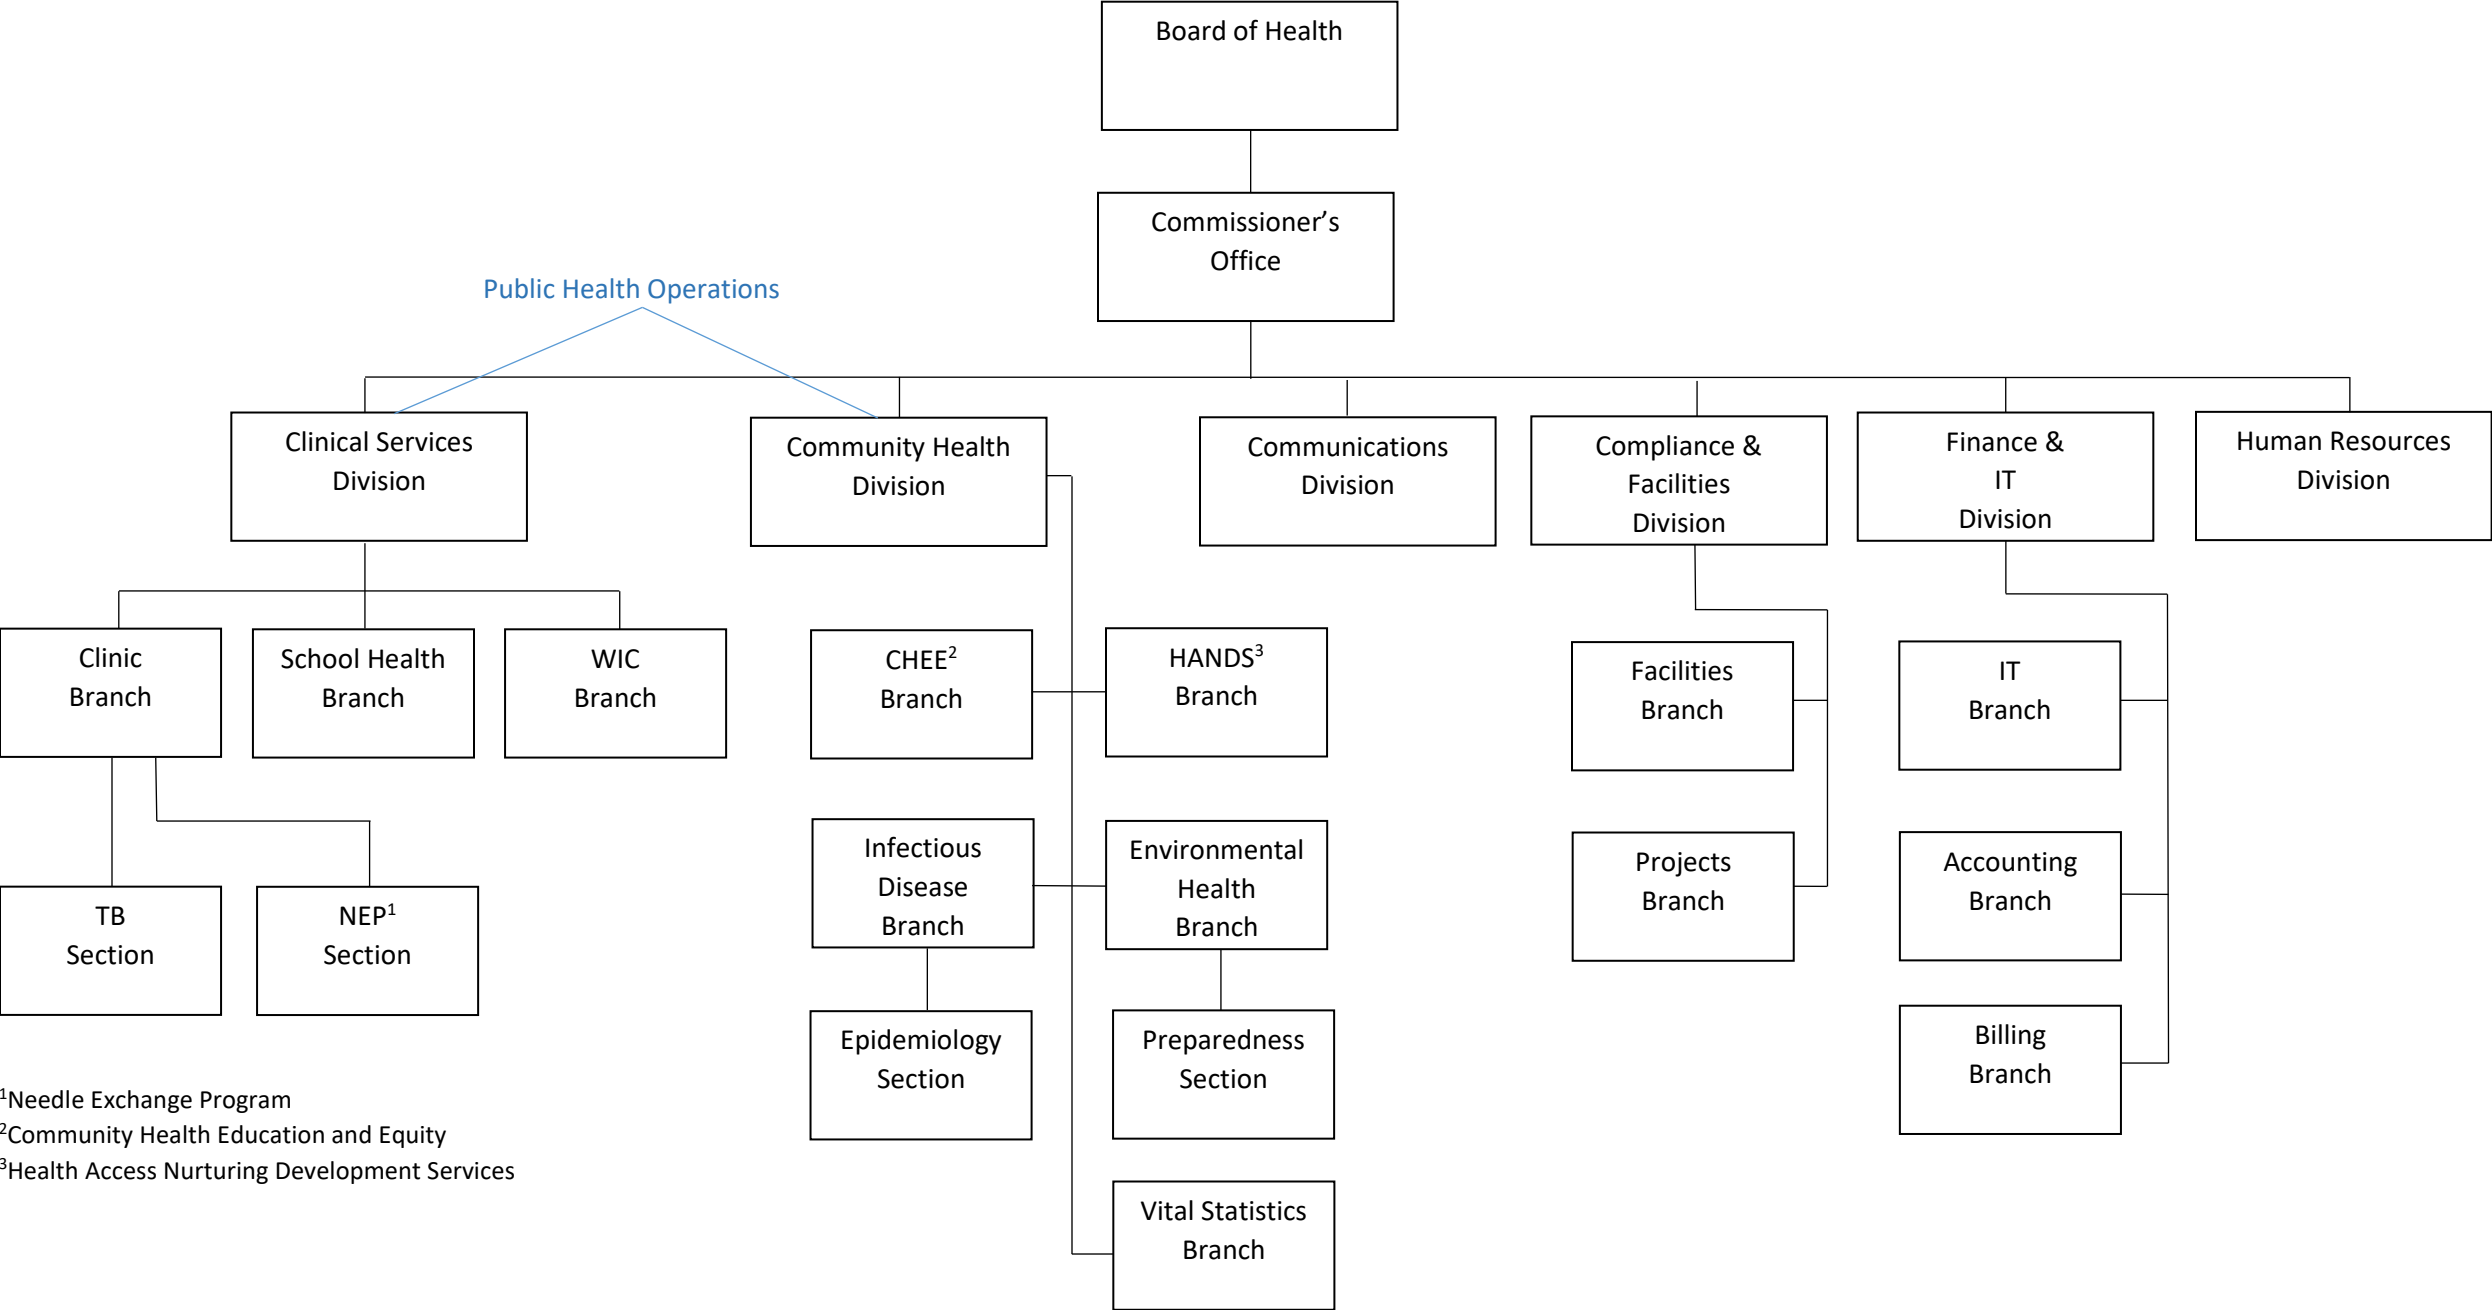 Board of Health
Commissioner’s
Office
Public Health Operations
Clinical Services
Division
Community Health
Division
Communications
Division
Compliance &
Facilities
Division
Finance &
IT
Division
Human Resources
Division
Clinic
Branch
School Health
Branch
WIC
Branch
CHEE²
Branch
HANDS³
Branch
Facilities
Branch
IT
Branch
Infectious
Disease
Branch
Environmental
Health
Branch
Projects
Branch
Accounting
Branch
TB
Section
NEP¹
Section
Epidemiology
Section
Preparedness
Section
Billing
Branch
¹Needle Exchange Program
²Community Health Education and Equity
³Health Access Nurturing Development Services
Vital Statistics
Branch